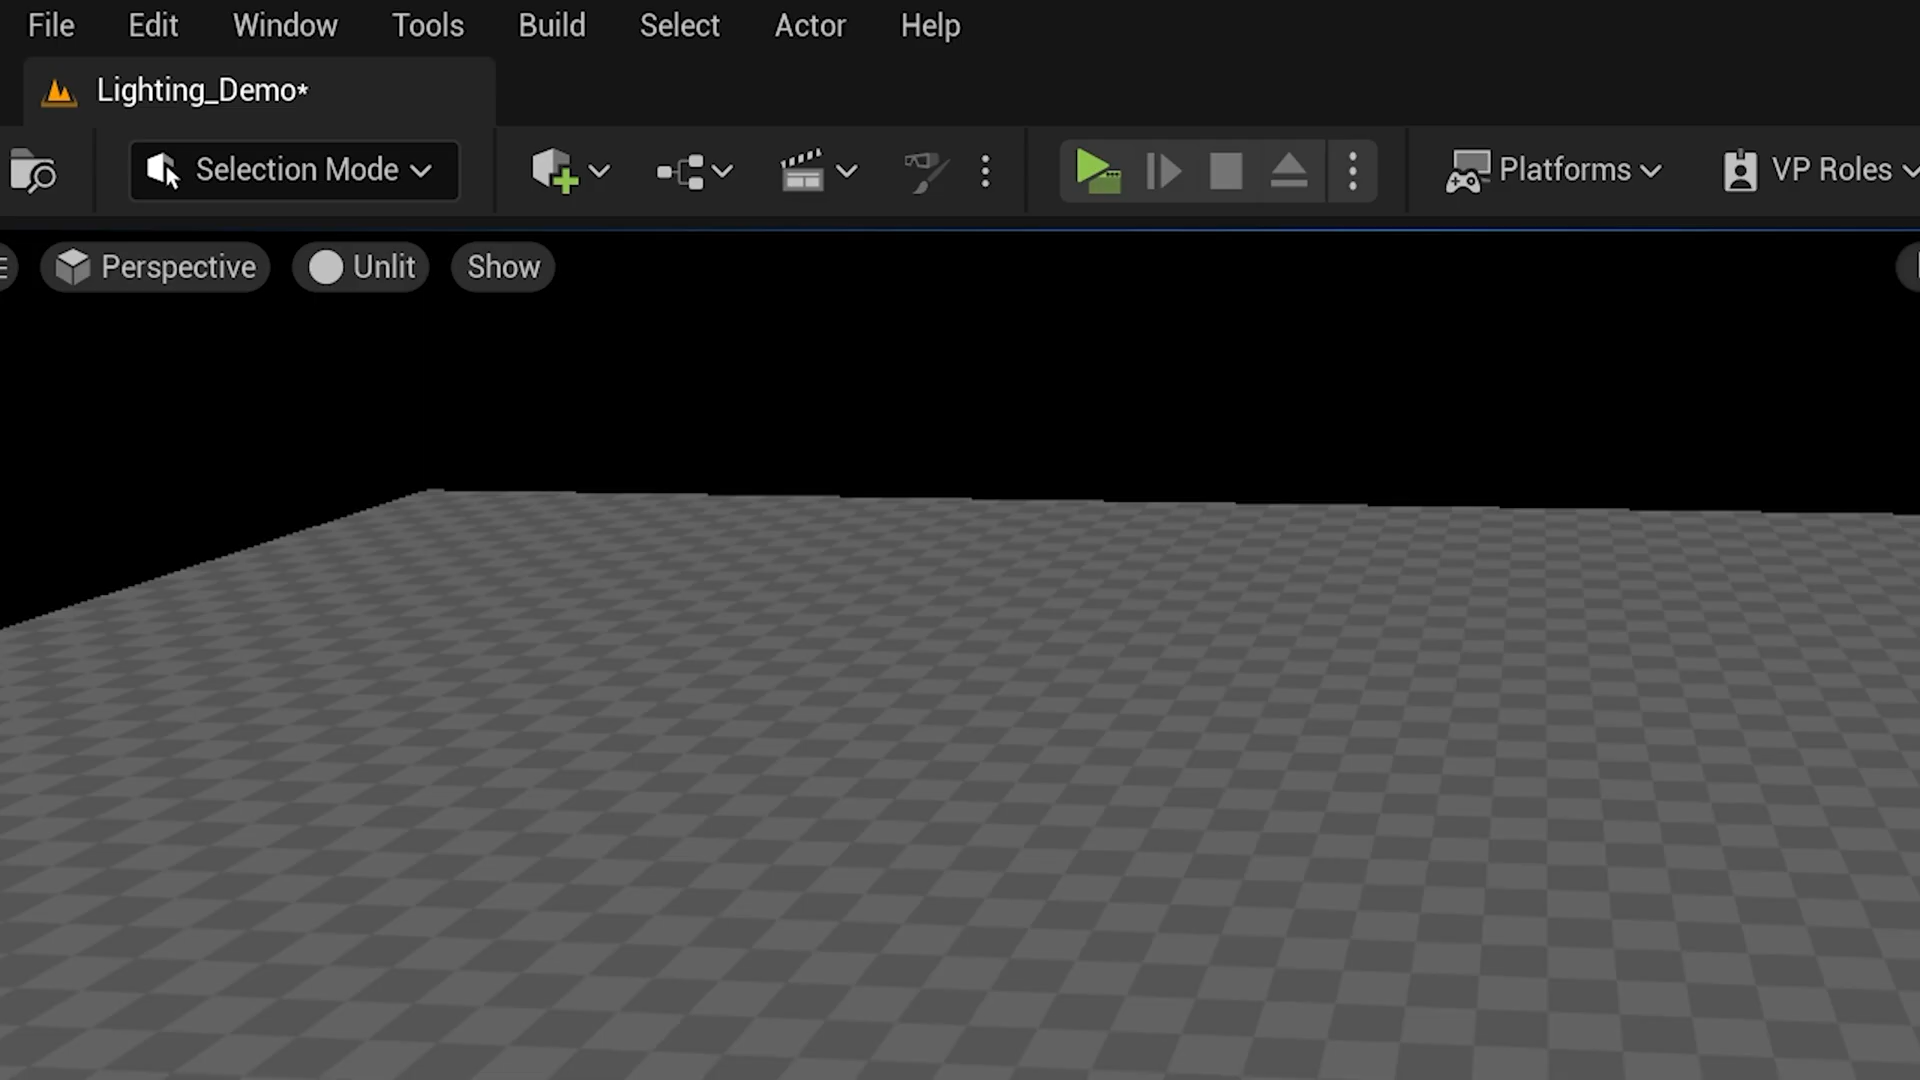 File Edit Window Tools Build Select Actor Help
Lighting_Demo*
Selection Mode Platforms VP Roles
Perspective Unlit Show